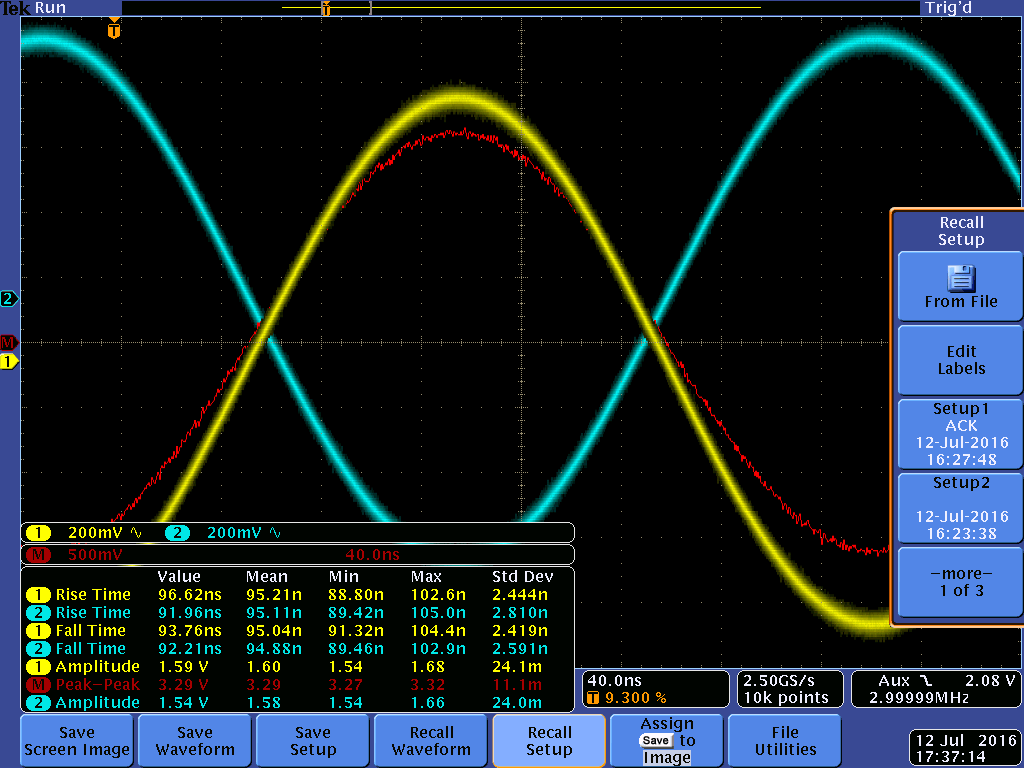 Tek Run Trig'd
T
T
2
M
1
Recall
Setup
From File
Edit
Labels
Setup1
ACK
12-Jul-2016
16:27:48
Setup2
12-Jul-2016
16:23:38
—more—
1 of 3
1 200mV ∿ 2 200mV ∿
M 500mV 40.0ns
Value Mean Min Max Std Dev
1 Rise Time 96.62ns 95.21n 88.80n 102.6n 2.444n
2 Rise Time 91.96ns 95.11n 89.42n 105.0n 2.810n
1 Fall Time 93.76ns 95.04n 91.32n 104.4n 2.419n
2 Fall Time 92.21ns 94.88n 89.46n 102.9n 2.591n
1 Amplitude 1.59 V 1.60 1.54 1.68 24.1m
M Peak-Peak 3.29 V 3.29 3.27 3.32 11.1m
2 Amplitude 1.54 V 1.58 1.54 1.66 24.0m
40.0ns
T 9.300 %
2.50GS/s
10k points
Aux ╲ 2.08 V
2.99999MHz
Save
Screen Image
Save
Waveform
Save
Setup
Recall
Waveform
Recall
Setup
Assign
Save to
Image
File
Utilities
12 Jul 2016
17:37:14